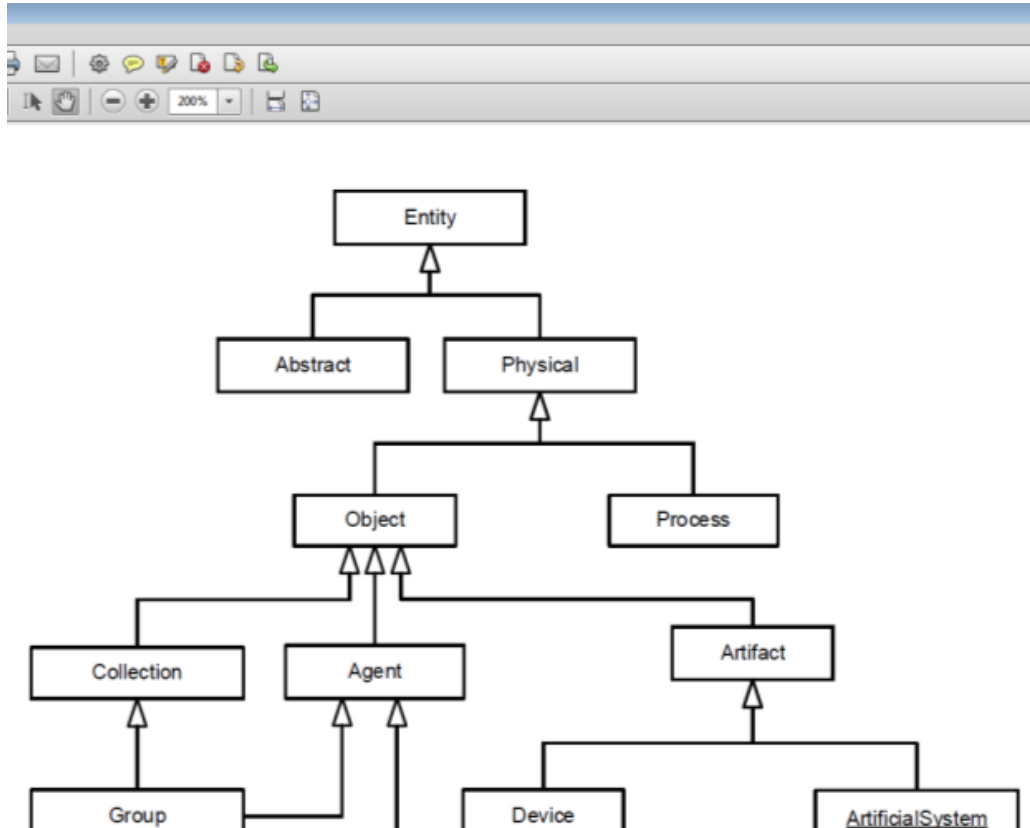 200%
Entity
Abstract
Physical
Object
Process
Collection
Agent
Artifact
Group
Device
ArtificialSystem